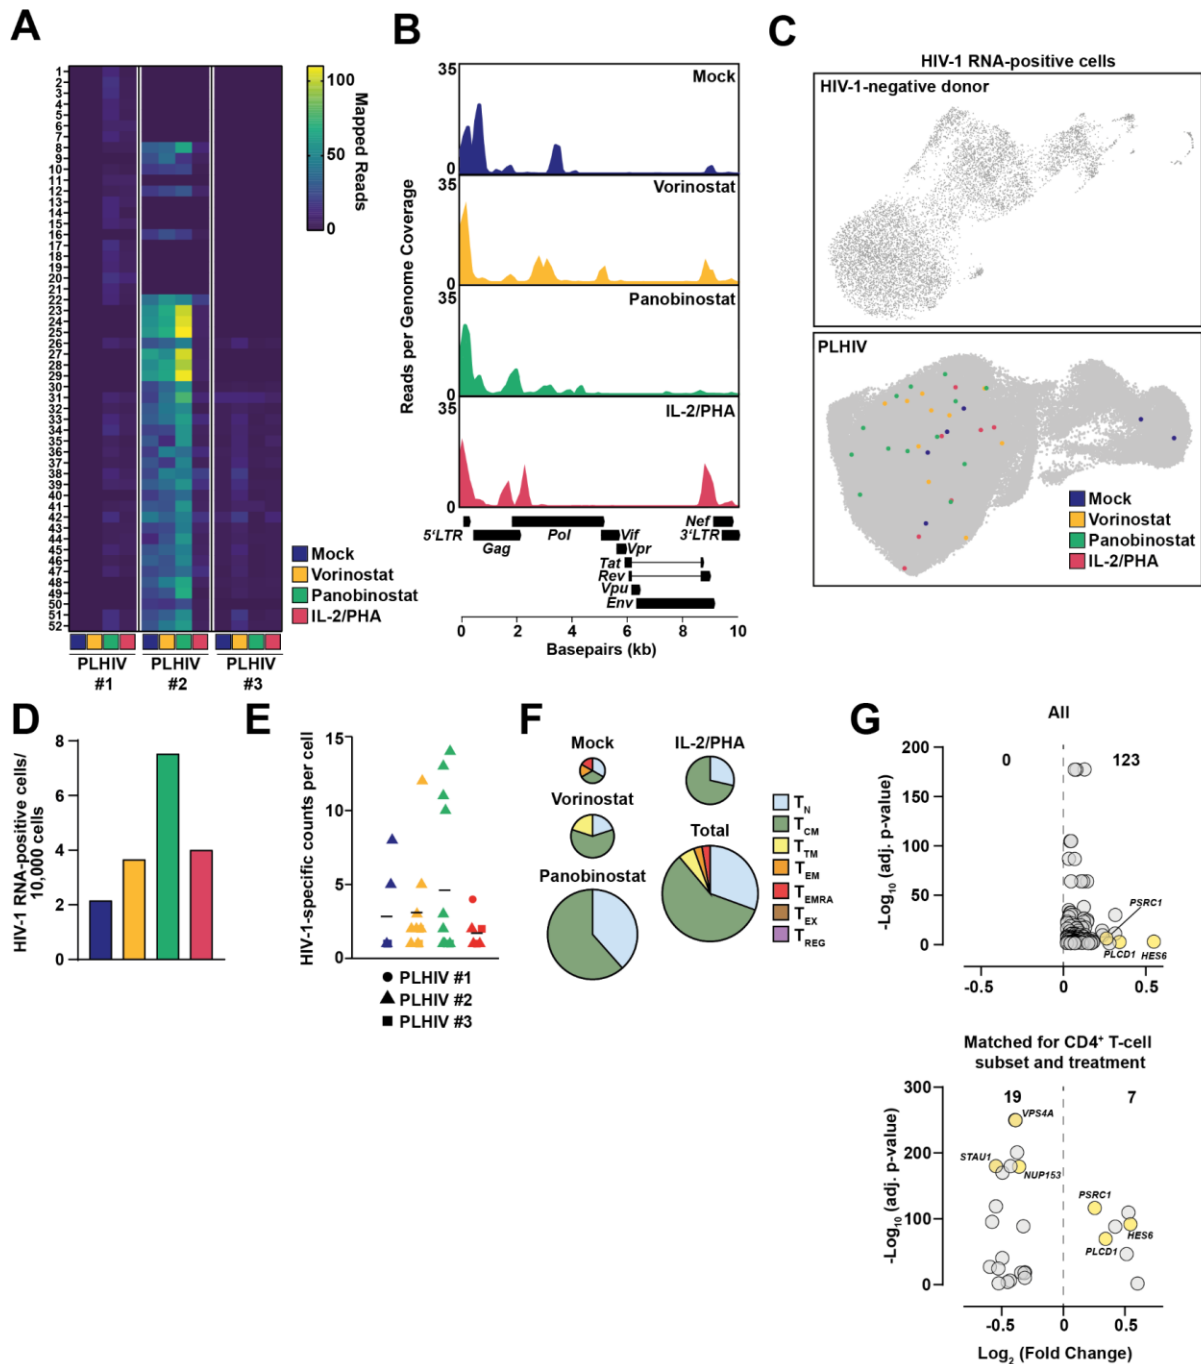 A
1
2
3
4
5
6
7
8
9
10
11
12
13
14
15
16
17
18
19
20
21
22
23
24
25
26
27
28
29
30
31
32
33
34
35
36
37
38
39
40
41
42
43
44
45
46
47
48
49
50
51
52
100
50
0
Mapped Reads
Mock
Vorinostat
Panobinostat
IL-2/PHA
PLHIV #1
PLHIV #2
PLHIV #3
B
Reads per Genome Coverage
35
Mock
0
35
Vorinostat
0
35
Panobinostat
0
35
IL-2/PHA
0
5'LTR
Gag
Pol
Vif
Vpr
Tat
Rev
Vpu
Env
Nef
3'LTR
0 2 4 6 8 10
Basepairs (kb)
C
HIV-1 RNA-positive cells
HIV-1-negative donor
PLHIV
Mock
Vorinostat
Panobinostat
IL-2/PHA
D
HIV-1 RNA-positive cells/
10,000 cells
8
6
4
2
0
E
HIV-1-specific counts per cell
15
10
5
0
PLHIV #1
PLHIV #2
PLHIV #3
F
Mock
IL-2/PHA
Vorinostat
Total
Panobinostat
TN
TCM
TTM
TEM
TEMRA
TEX
TREG
G
All
-Log10 (adj. p-value)
200
150
100
50
0
0 123
PSRC1
PLCD1
HES6
-0.5 0 0.5
Matched for CD4+ T-cell
subset and treatment
-Log10 (adj. p-value)
300
200
100
0
19 7
VPS4A
STAU1
NUP153
PSRC1
HES6
PLCD1
-0.5 0 0.5
Log2 (Fold Change)